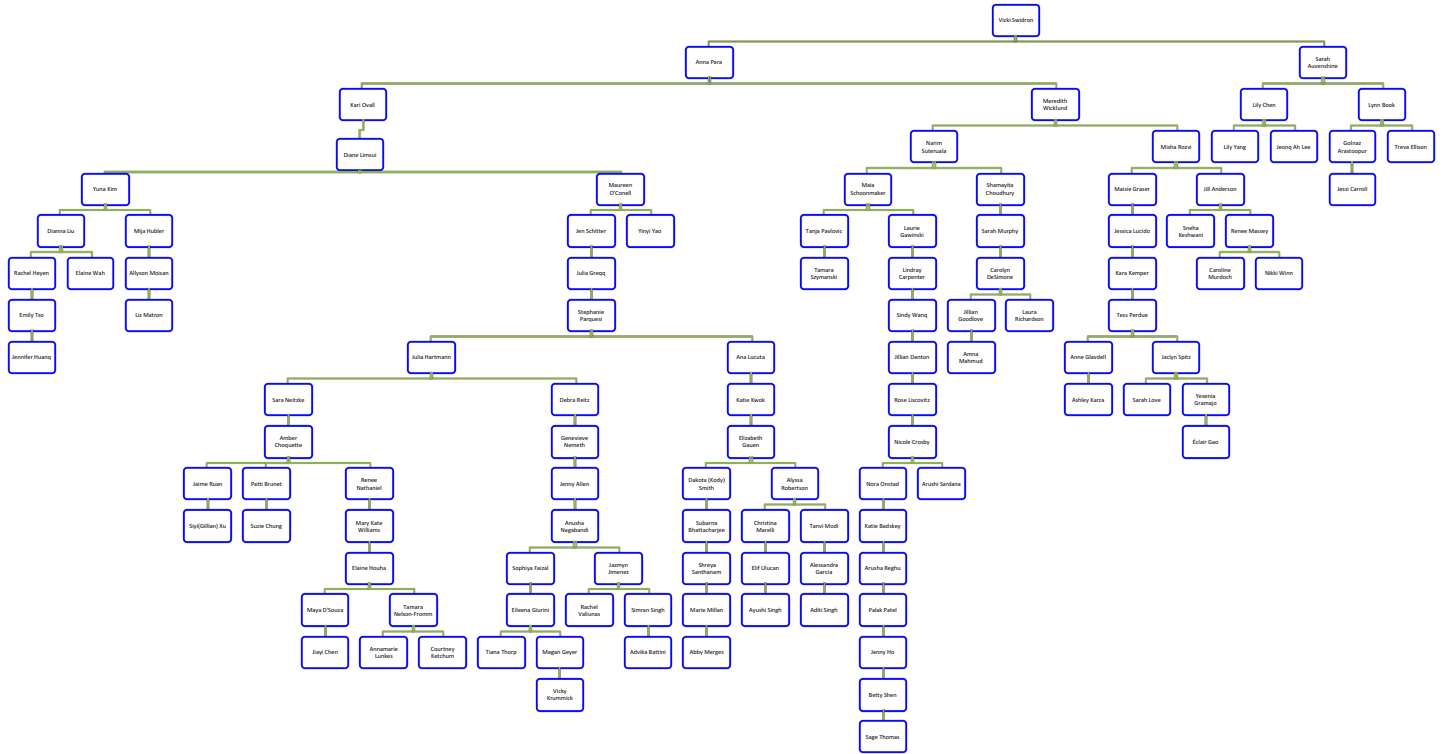 Vicki Swidron
Anna Para
Sarah
Auvenshine
Kari Ovall
Meredith
Wicklund
Lily Chen
Lynn Book
Diane Limsui
Narim
Suteruala
Misha Rozvi
Lily Yang
Jeonq Ah Lee
Golnaz
Arastoopur
Treva Ellison
Yuna Kim
Maureen
O'Conell
Maia
Schoonmaker
Shamayita
Choudhury
Maisie Graser
Jill Anderson
Jessi Carroll
Dianna Liu
Mija Hubler
Jen Schitter
Yinyi Yao
Tanja Pavlovic
Laurie
Gawinski
Sarah Murphy
Jessica Lucido
Sneha
Keshwani
Renee Massey
Rachel Heyen
Elaine Wah
Allyson Moisan
Julia Greqq
Tamara
Szymanski
Lindray
Carpenter
Carolyn
DeSimone
Kara Kemper
Caroline
Murdoch
Nikki Winn
Emily Tso
Liz Matron
Stephanie
Parquesi
Sindy Wanq
Jillian
Goodlove
Laura
Richardson
Tess Perdue
Jennifer Huanq
Julia Hartmann
Ana Lucuta
Jillian Denton
Amna
Mahmud
Anne Glavdell
Jaclyn Spitz
Sara Neitzke
Debra Reitz
Katie Kwok
Rose Liscovitz
Ashley Karza
Sarah Love
Yesenia
Gramajo
Amber
Choquette
Genevieve
Nemeth
Elizabeth
Gauen
Nicole Crosby
Éclair Gao
Jaime Ruan
Patti Brunet
Renee
Nathaniel
Jenny Allen
Dakota (Kody)
Smith
Alyssa
Robertson
Nora Onstad
Arushi Sardana
Siyi(Gillian) Xu
Suzie Chung
Mary Kate
Williams
Anusha
Nagabandi
Subarna
Bhattacharjee
Christina
Marelli
Tanvi Modi
Katie Badskey
Elaine Houha
Sophiya Faizal
Jazmyn
Jimenez
Shreya
Santhanam
Elif Ulucan
Alessandra
Garcia
Arusha Reghu
Maya D'Souza
Tamara
Nelson-Fromm
Eileena Giurini
Rachel
Valiunas
Simran Singh
Marie Millan
Ayushi Singh
Aditi Singh
Palak Patel
Jiayi Chen
Annamarie
Lunkes
Courtney
Ketchum
Tiana Thorp
Megan Geyer
Advika Battini
Abby Merges
Jenny Ho
Vicky
Krummick
Betty Shen
Sage Thomas